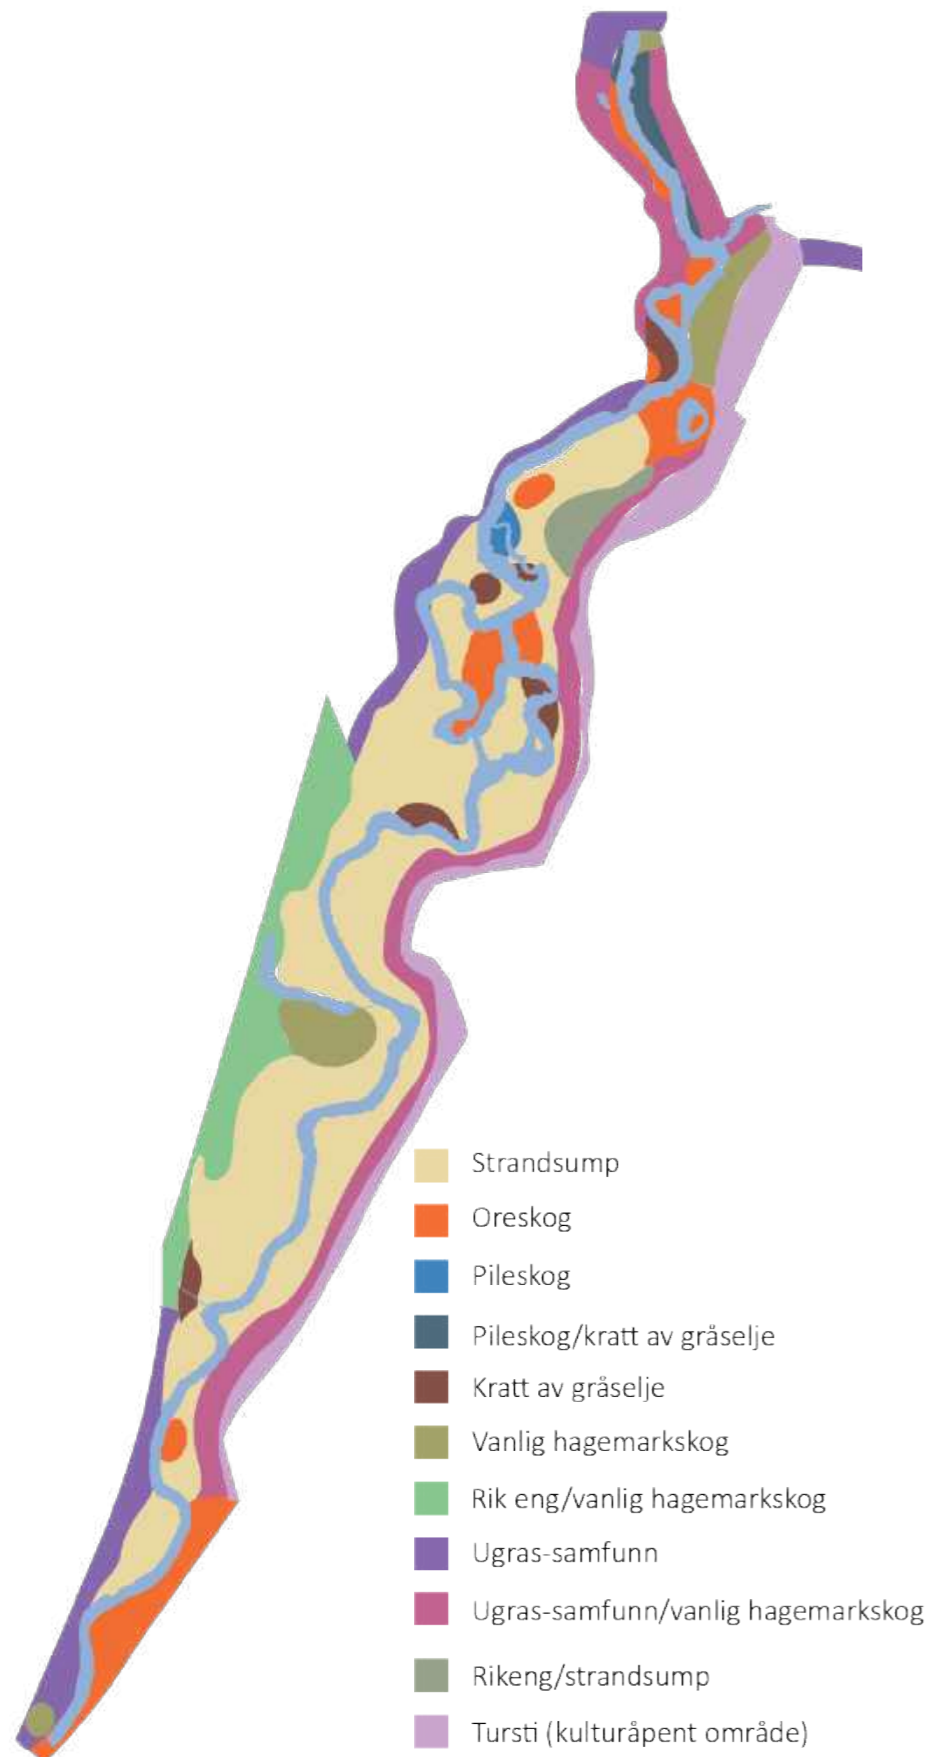 Strandsump
Oreskog
Pileskog
Pileskog/kratt av gråselje
Kratt av gråselje
Vanlig hagemarkskog
Rik eng/vanlig hagemarkskog
Ugras-samfunn
Ugras-samfunn/vanlig hagemarkskog
Rikeng/strandsump
Tursti (kulturåpent område)